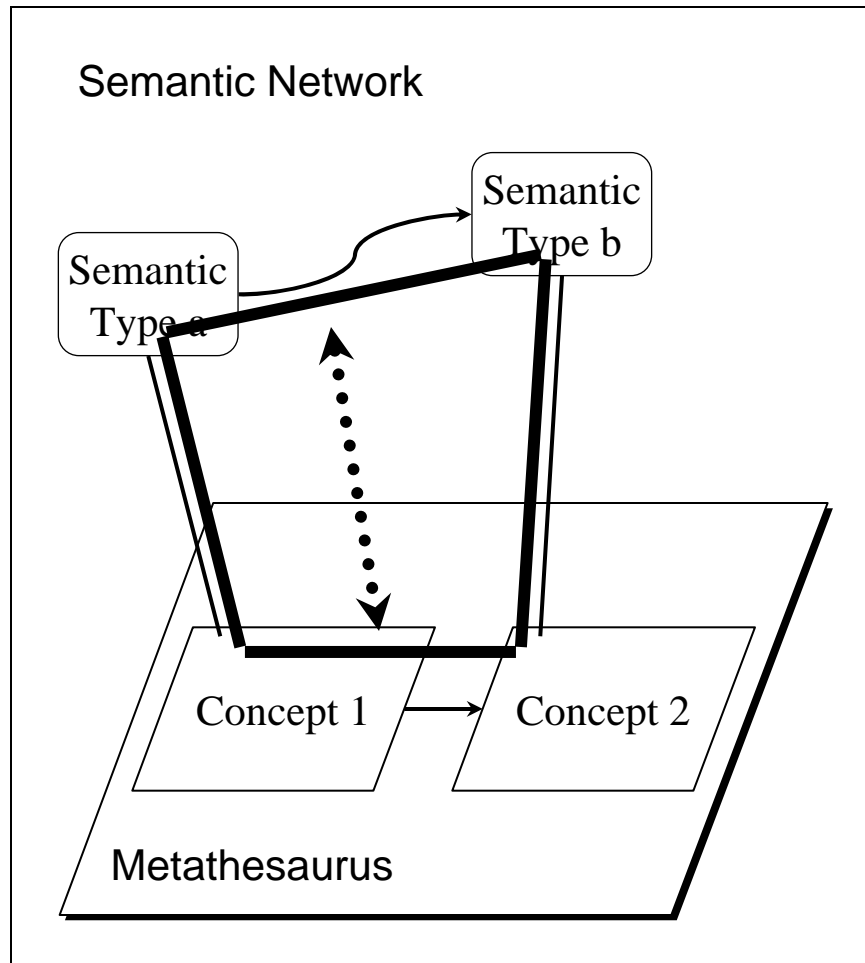 Semantic Network
Semantic
Type b
Semantic
Type a
Concept 1
Concept 2
Metathesaurus